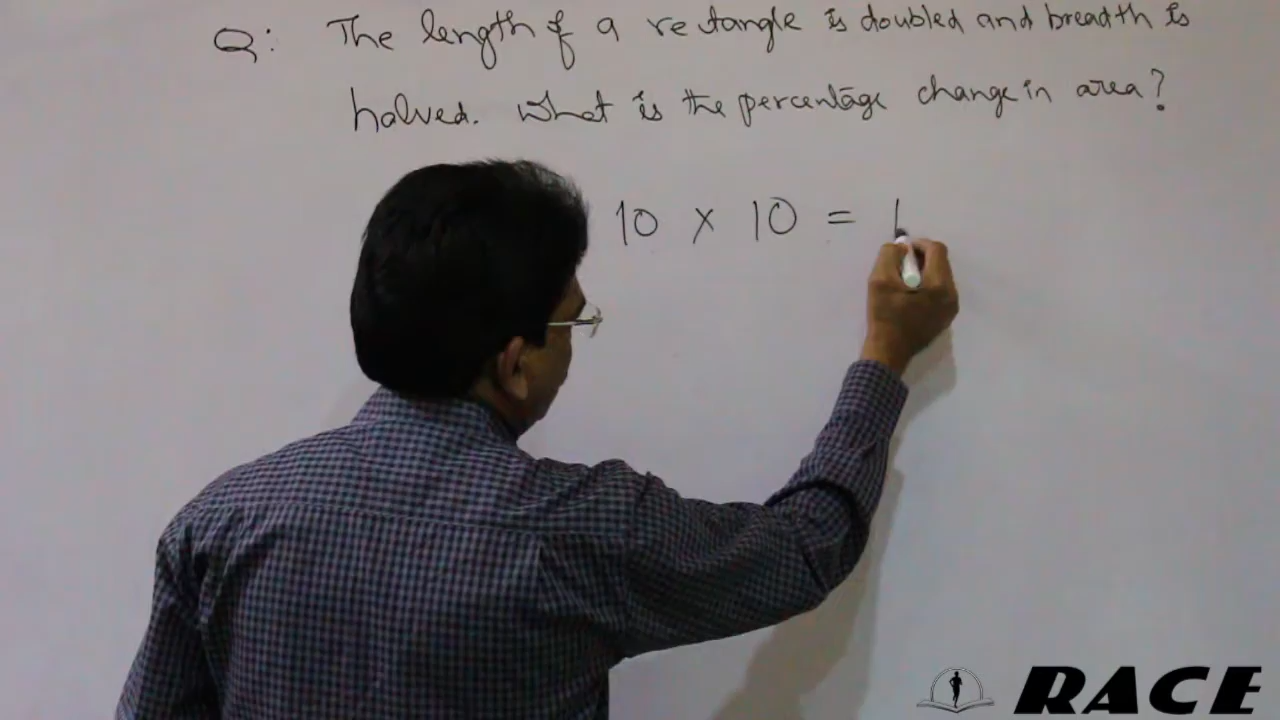 Q: The length of a rectangle is doubled and breadth is
halved. What is the percentage change in area?
10 × 10 = 1
RACE